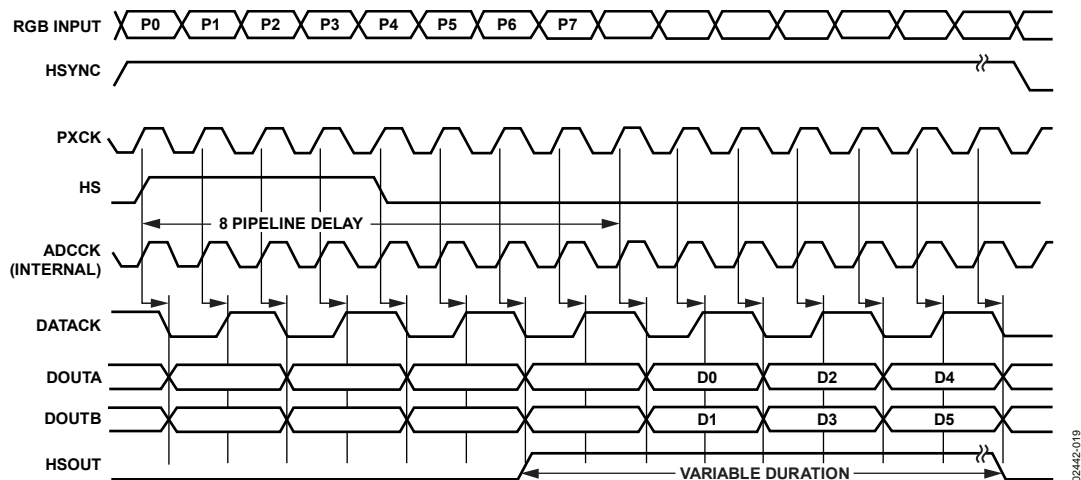 RGB INPUT P0 P1 P2 P3 P4 P5 P6 P7
HSYNC
PXCK
HS
8 PIPELINE DELAY
ADCCK
(INTERNAL)
DATACK
DOUTA D0 D2 D4
DOUTB D1 D3 D5
HSOUT
VARIABLE DURATION
02442-019